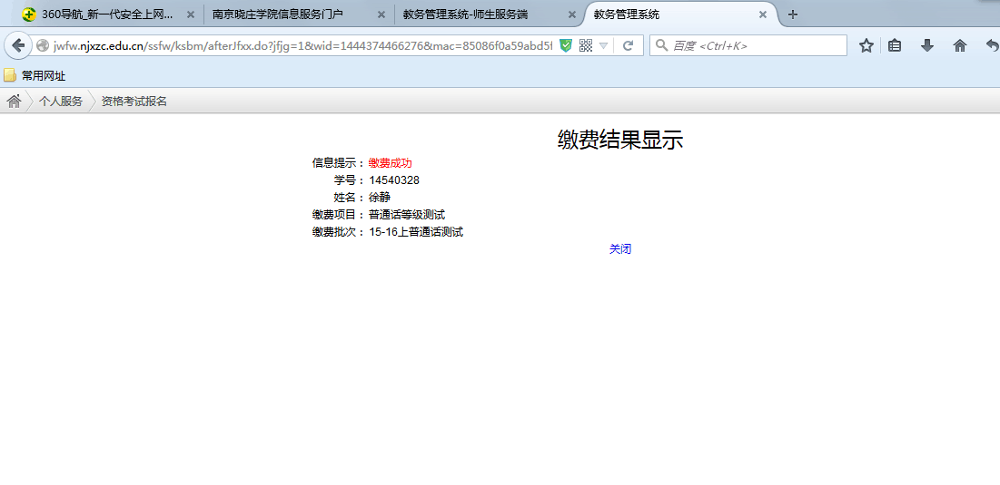 360导航_新一代安全上网... 南京晓庄学院信息服务门户 教务管理系统-师生服务端 教务管理系统
jwfw.njxzc.edu.cn/ssfw/ksbm/afterJfxx.do?jfjg=1&wid=1444374466276&mac=85086f0a59abd5f 百度 <Ctrl+K>
常用网址
个人服务 资格考试报名
缴费结果显示
信息提示： 缴费成功
学号： 14540328
姓名： 徐静
缴费项目： 普通话等级测试
缴费批次： 15-16上普通话测试
关闭